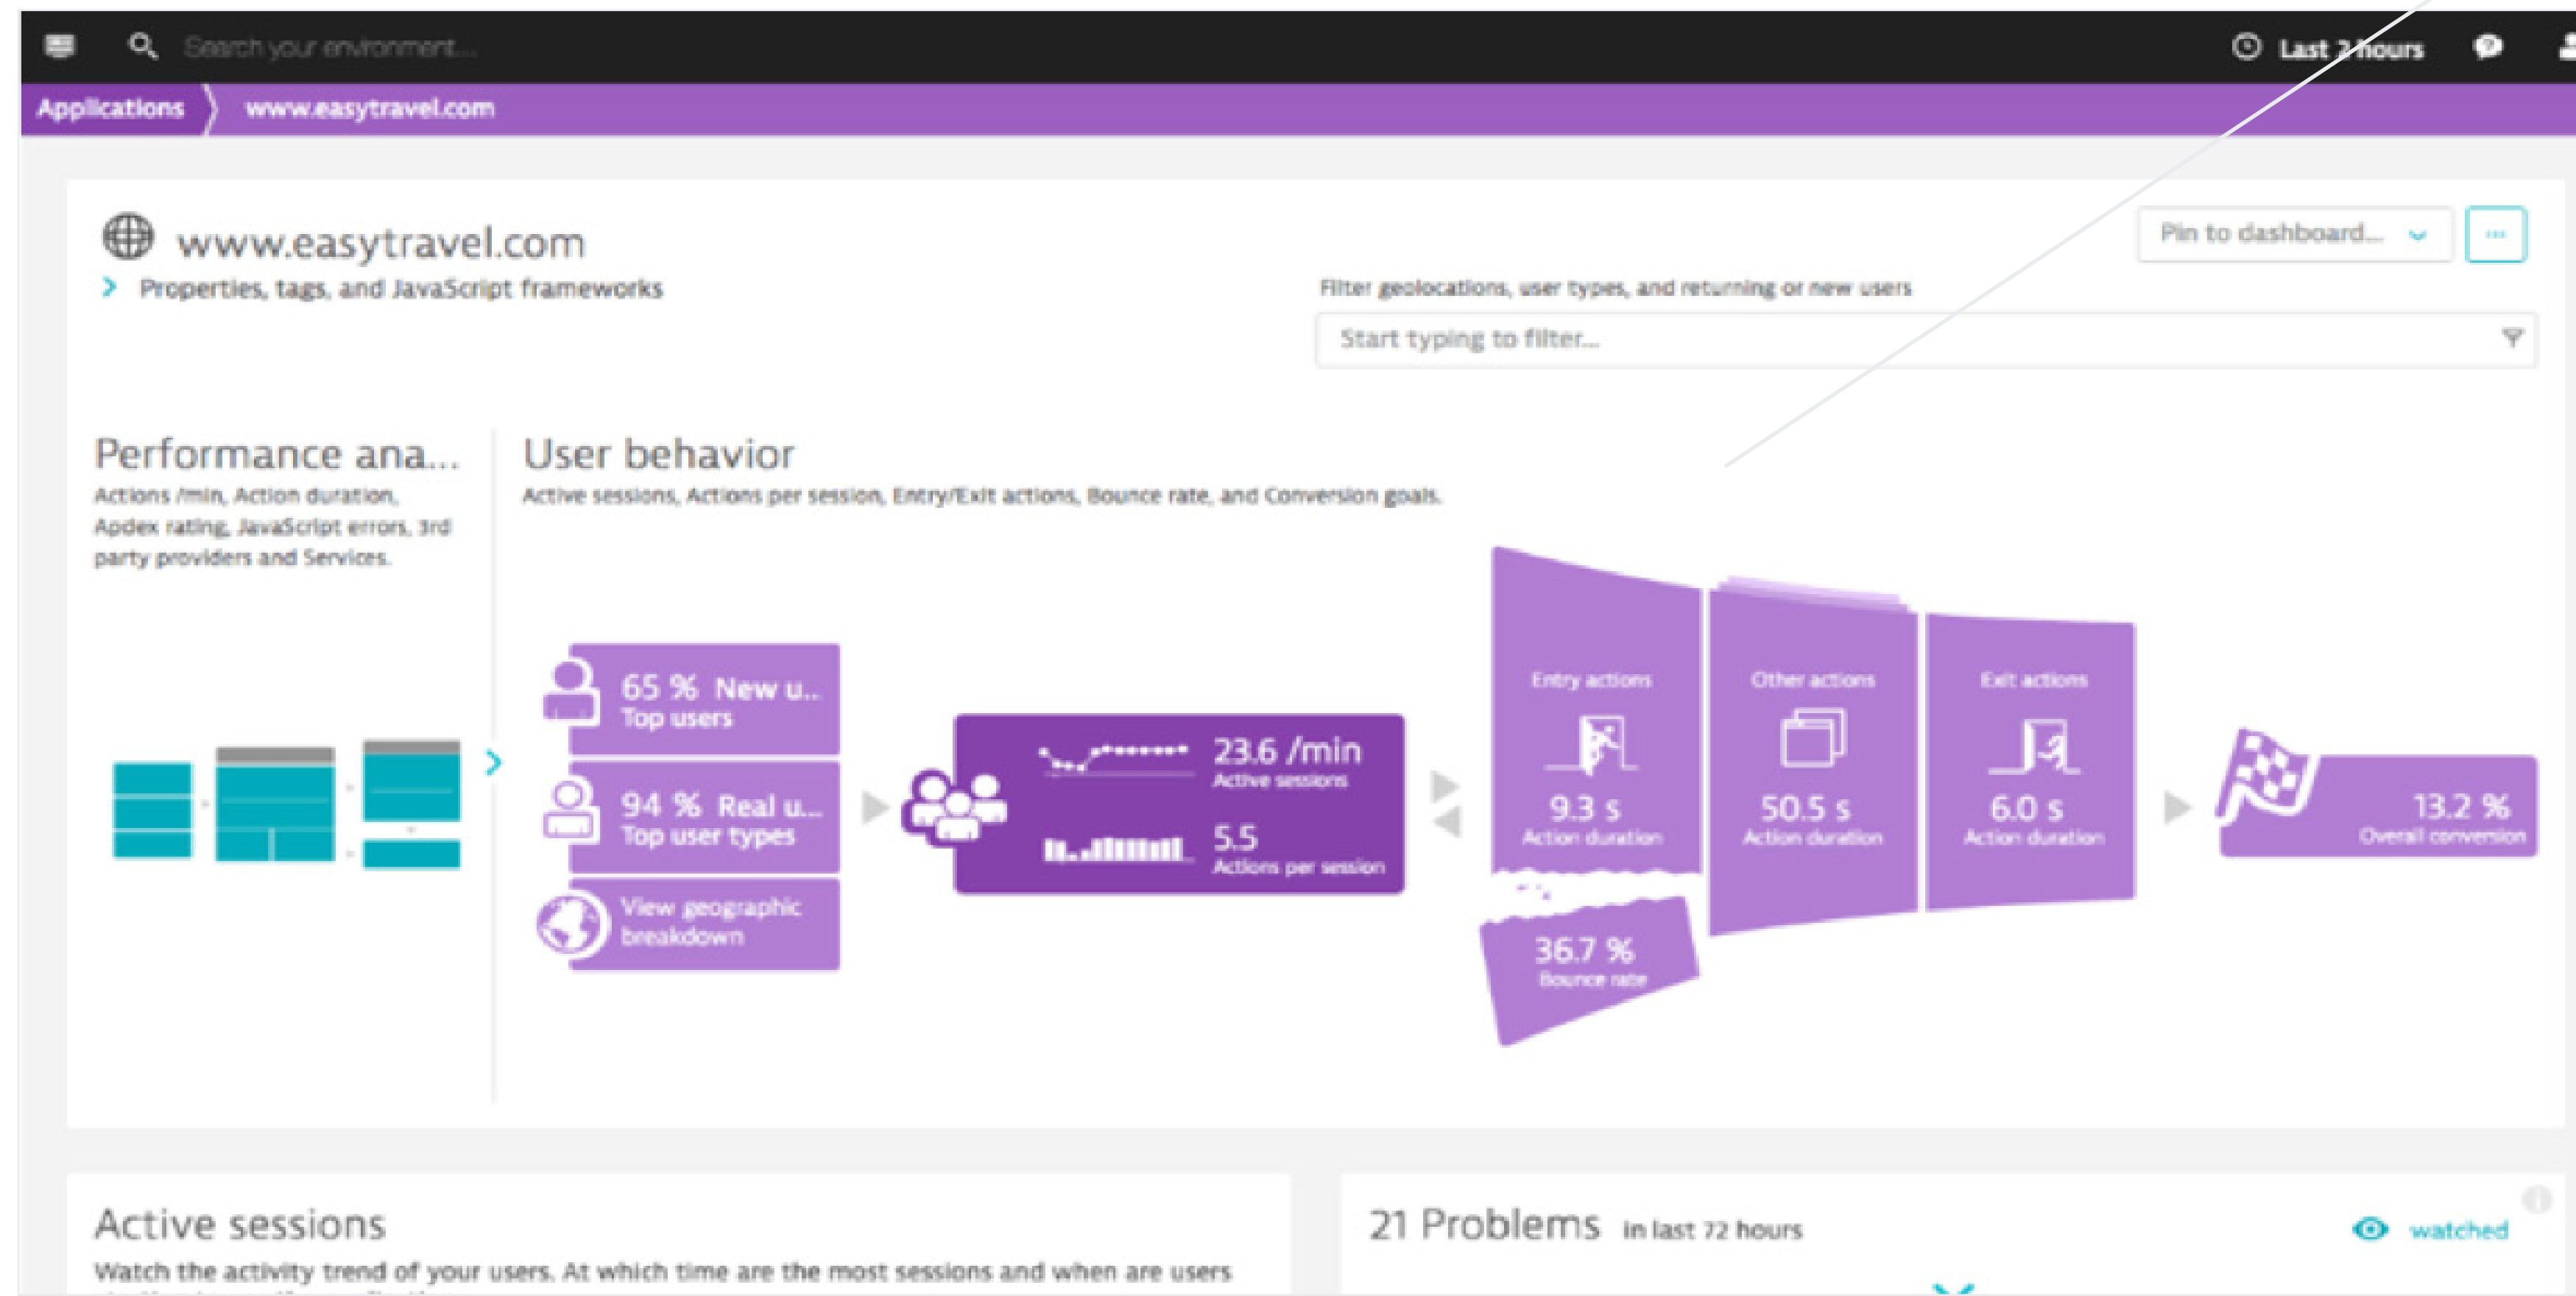 Search your environment...
Last 2 hours
Applications
www.easytravel.com
www.easytravel.com
Pin to dashboard...
Properties, tags, and JavaScript frameworks
Filter geolocations, user types, and returning or new users
Start typing to filter...
Performance ana...
Actions /min, Action duration,
Apdex rating, JavaScript errors, 3rd
party providers and Services.
User behavior
Active sessions, Actions per session, Entry/Exit actions, Bounce rate, and Conversion goals.
65 % New u...
Top users
94 % Real u...
Top user types
View geographic
breakdown
23.6 /min
Active sessions
5.5
Actions per session
Entry actions
9.3 s
Action duration
36.7 %
Bounce rate
Other actions
50.5 s
Action duration
Exit actions
6.0 s
Action duration
13.2 %
Overall conversion
Active sessions
Watch the activity trend of your users. At which time are the most sessions and when are users
21 Problems in last 72 hours
watched